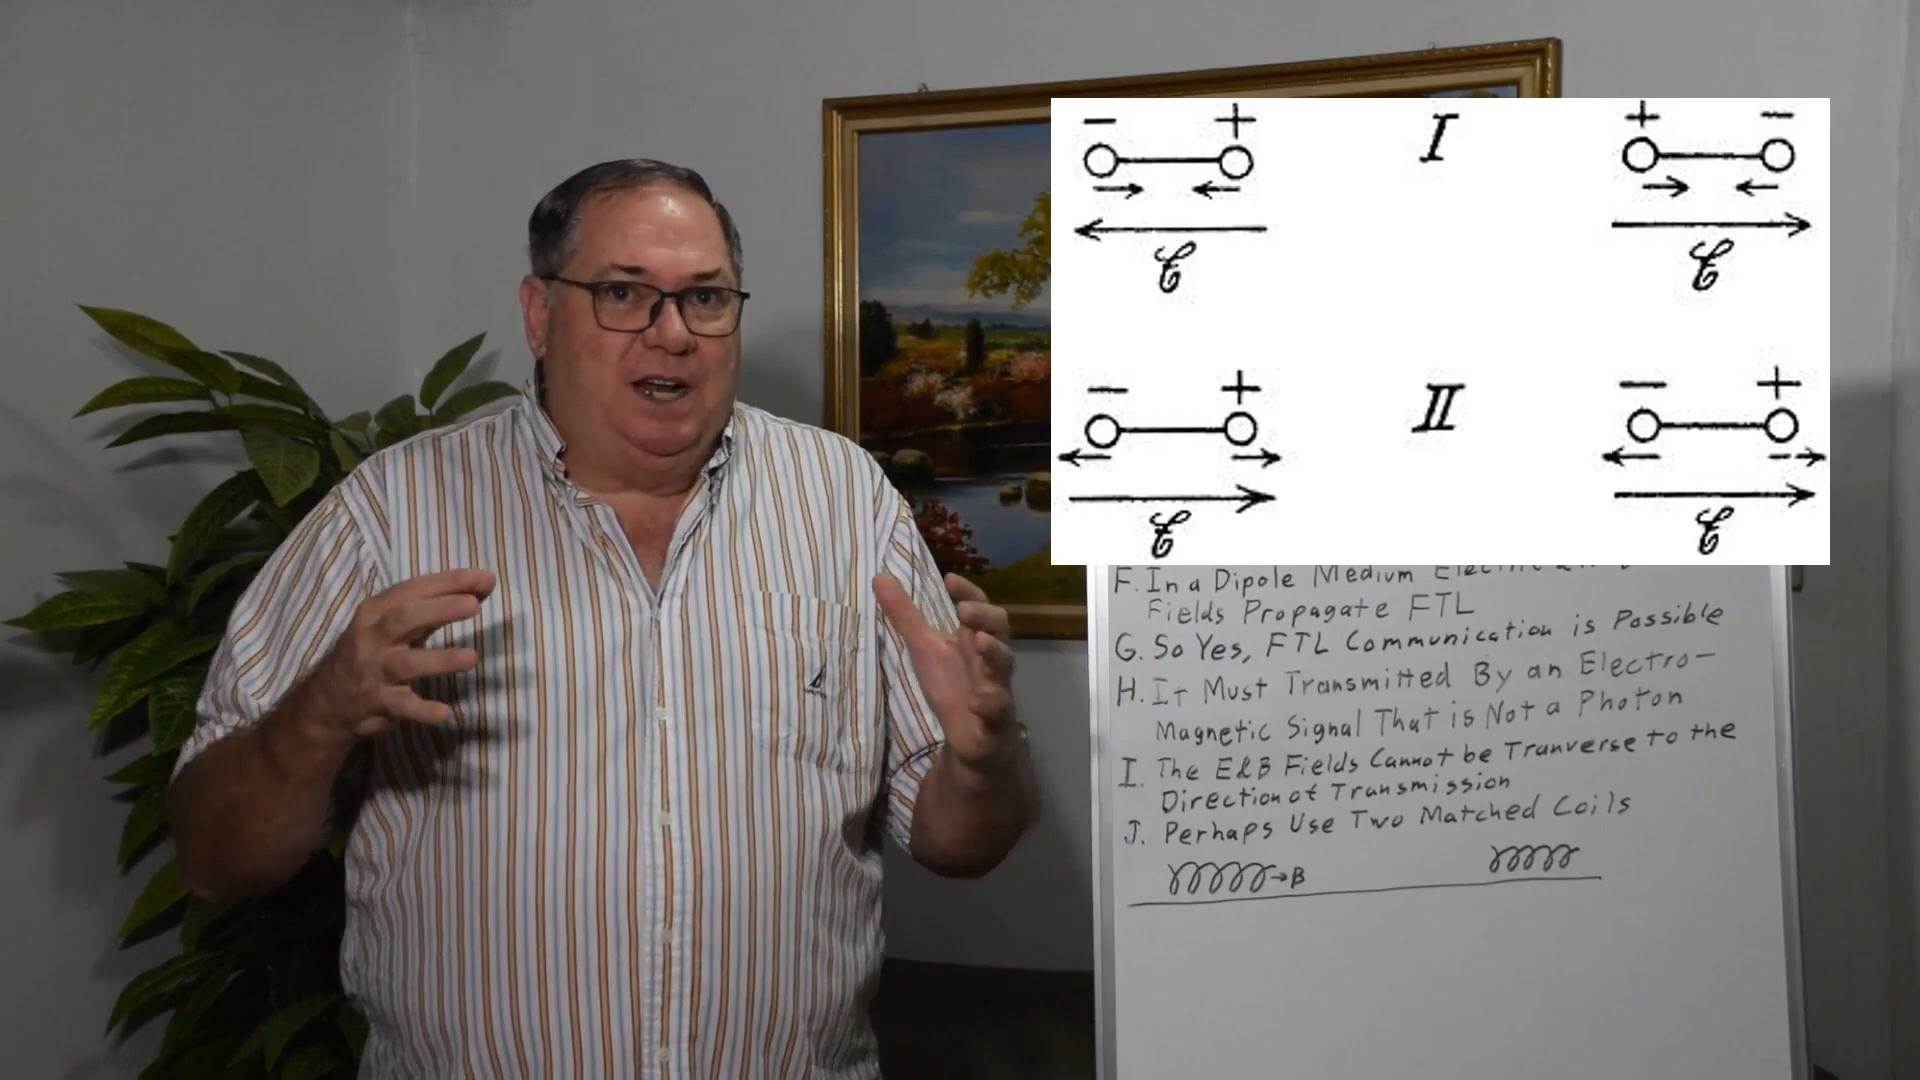 − + I + −
ℰ ℰ
− + II − +
ℰ ℰ
F. In a Dipole Medium
Fields Propagate FTL
G. So Yes, FTL Communication is Possible
H. It Must Transmitted By an Electro-
Magnetic Signal That is Not a Photon
I. The E&B Fields Cannot be Tranverse to the
Direction of Transmission
J. Perhaps Use Two Matched Coils
→B